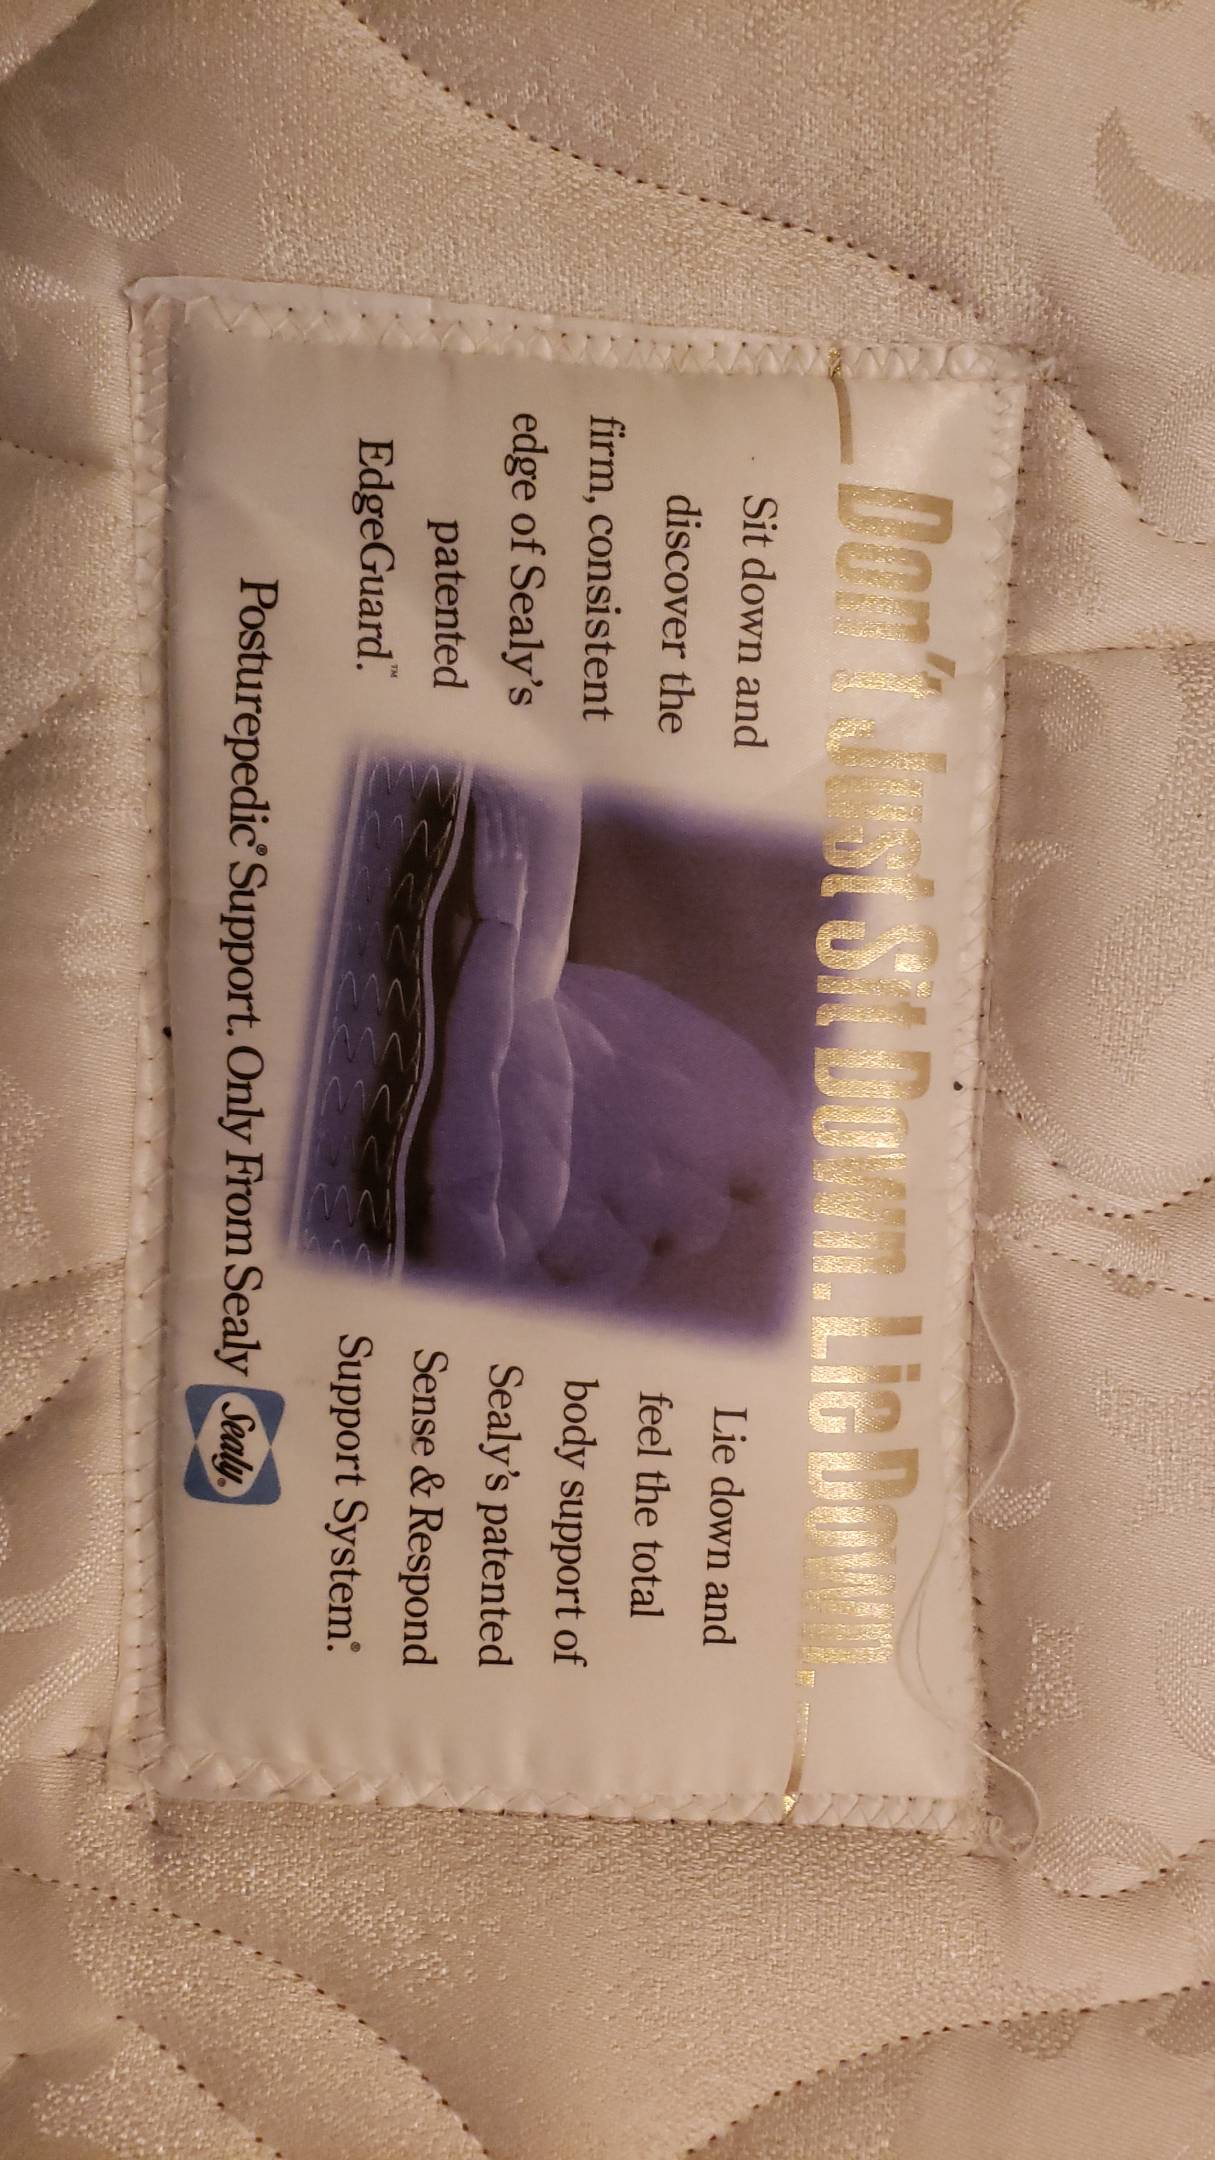 Don't Just Sit Down. Lie Down.
Sit down and
discover the
firm, consistent
edge of Sealy's
patented
EdgeGuard.™
Lie down and
feel the total
body support of
Sealy's patented
Sense & Respond
Support System.®
Posturepedic® Support. Only From Sealy
Sealy®